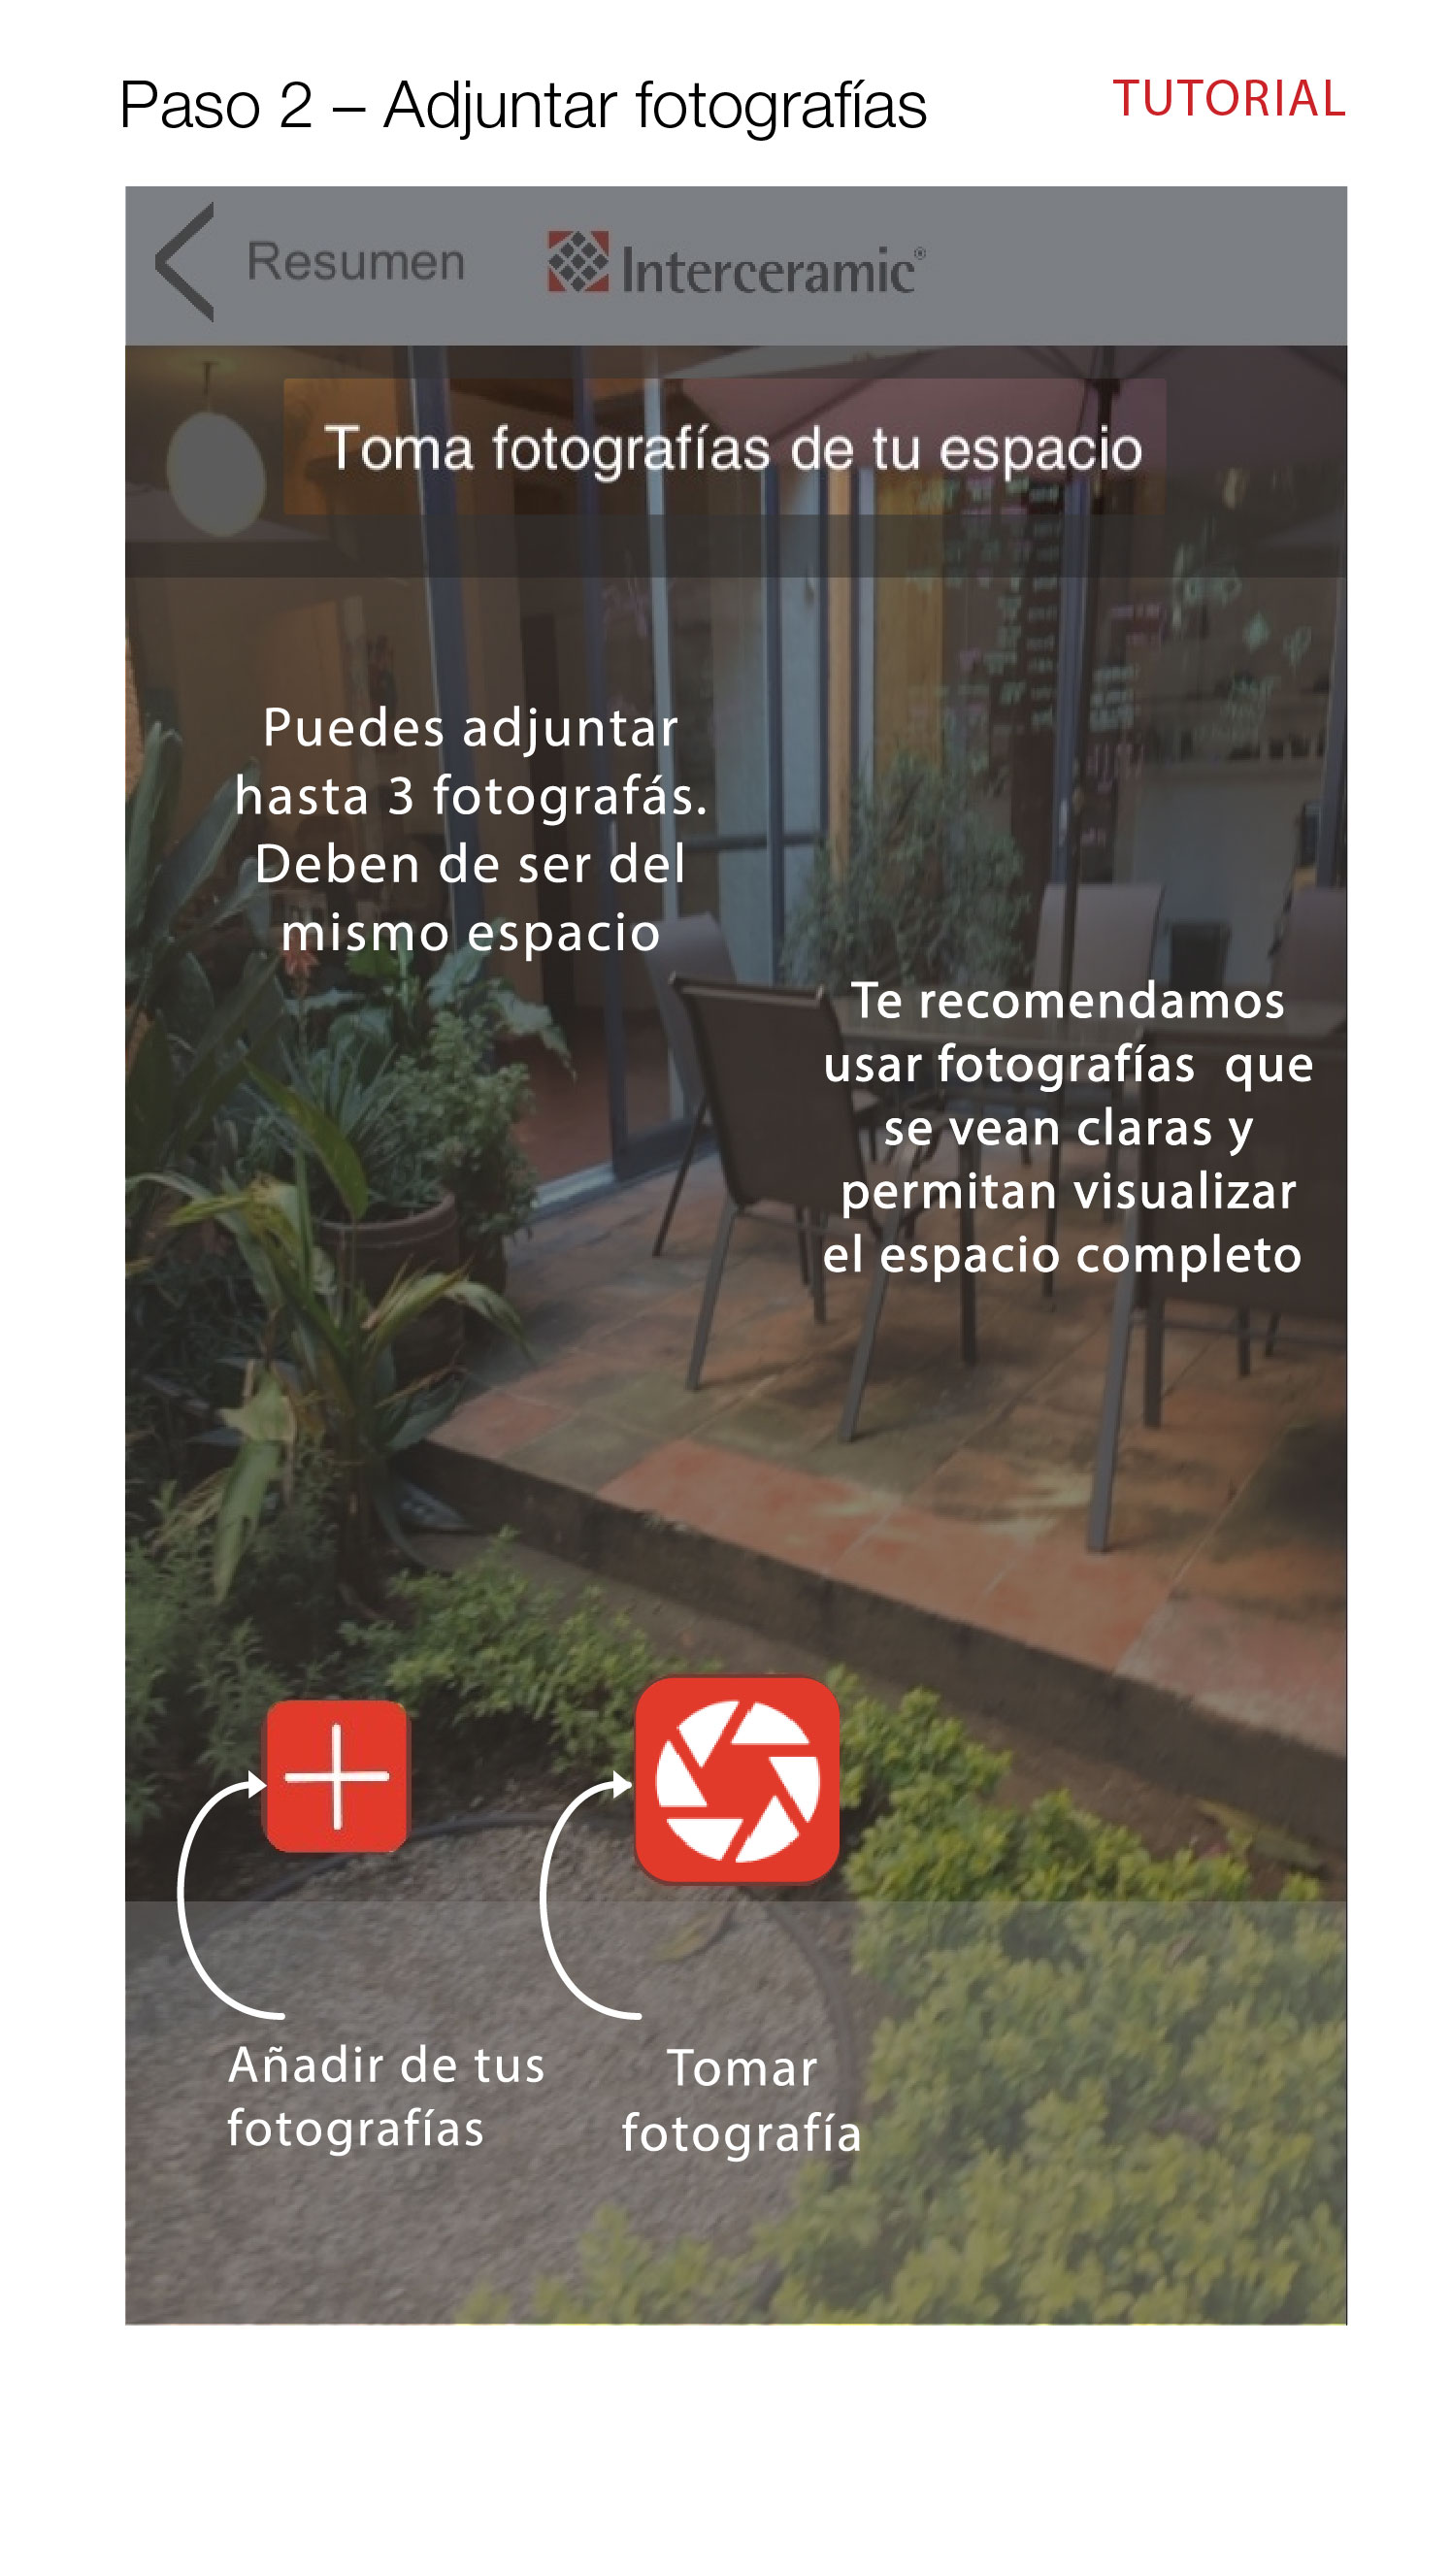 Paso 2 – Adjuntar fotografías
TUTORIAL
Resumen
Interceramic®
Toma fotografías de tu espacio
Puedes adjuntar
hasta 3 fotografás.
Deben de ser del
mismo espacio
Te recomendamos
usar fotografías  que
se vean claras y
permitan visualizar
el espacio completo
Añadir de tus
fotografías
Tomar
fotografía